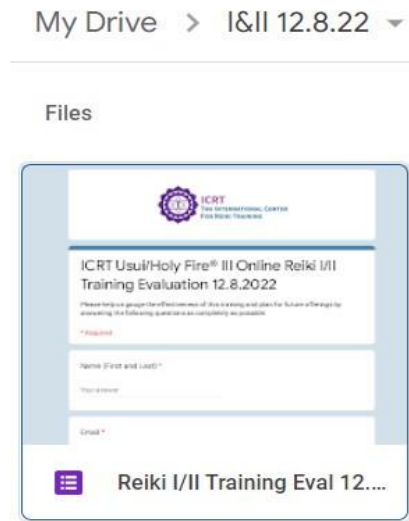 My Drive > I&II 12.8.22
Files
ICRT
The International Center
For Reiki Training
ICRT Usui/Holy Fire® III Online Reiki I/II
Training Evaluation 12.8.2022
Please help us gauge the effectiveness of this training and plan for future offerings by
answering the following questions as completely as possible.
* Required
Name (First and Last) *
Your answer
Email *
Reiki I/II Training Eval 12....